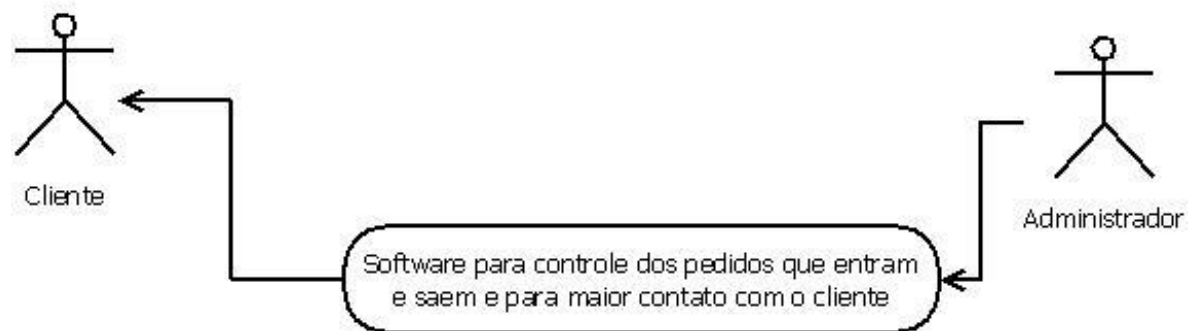 Cliente
Administrador
Software para controle dos pedidos que entram
e saem e para maior contato com o cliente